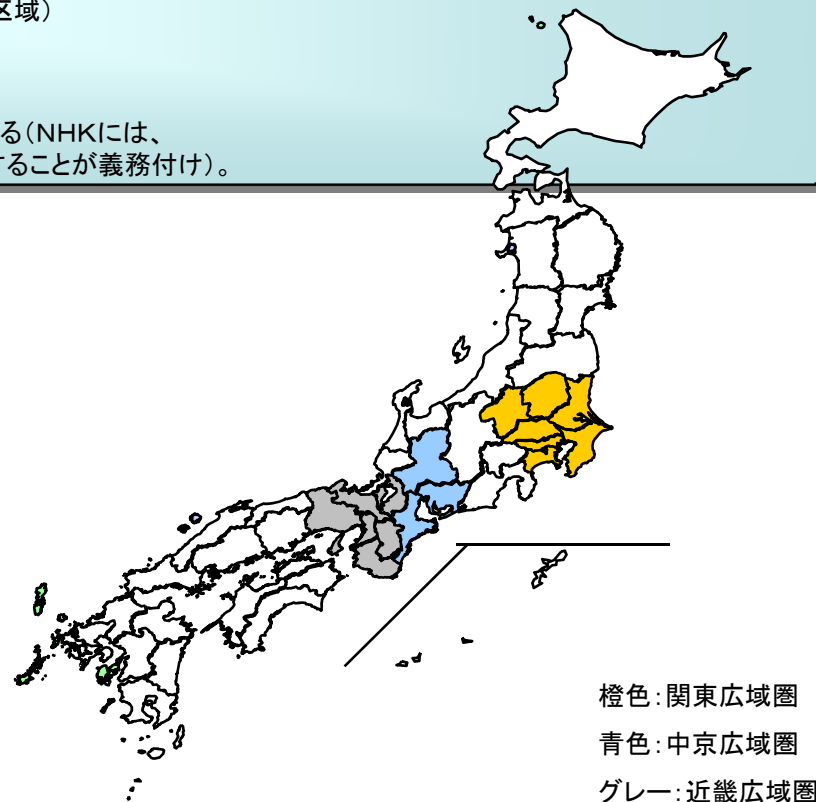 区域）
る（NHKには、
することが義務付け）。
橙色：関東広域圏
青色：中京広域圏
グレー：近畿広域圏